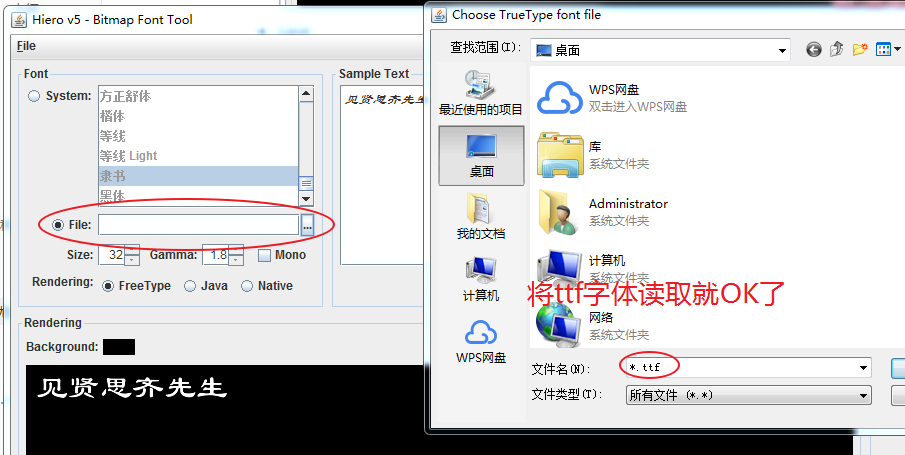 Hiero v5 - Bitmap Font Tool
File
Font
System:
方正舒体
楷体
等线
等线 Light
隶书
黑体
File:
...
Size: 32 Gamma: 1.8 Mono
Rendering: FreeType Java Native
Sample Text
见贤思齐先生
Rendering
Background:
见贤思齐先生
Choose TrueType font file
查找范围(I): 桌面
最近使用的项目
桌面
我的文档
计算机
WPS网盘
WPS网盘
双击进入WPS网盘
库
系统文件夹
Administrator
系统文件夹
计算机
系统文件夹
将ttf字体读取就OK了
网络
系统文件夹
文件名(N): *.ttf
文件类型(T): 所有文件 (*.*)